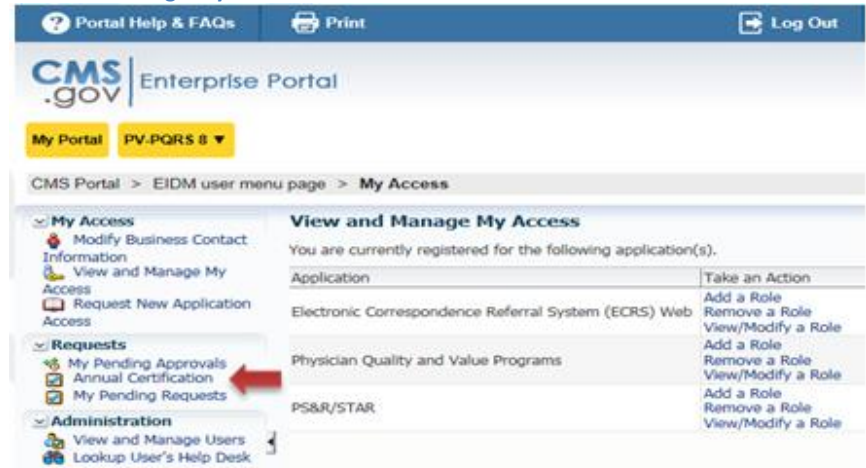 Portal Help & FAQs Print Log Out
CMS
.gov
Enterprise Portal
My Portal PV-PQRS 8 ▼
CMS Portal > EIDM user menu page > My Access
My Access
Modify Business Contact
Information
View and Manage My
Access
Request New Application
Access
Requests
My Pending Approvals
Annual Certification
My Pending Requests
Administration
View and Manage Users
Lookup User's Help Desk
View and Manage My Access
You are currently registered for the following application(s).
Application Take an Action
Electronic Correspondence Referral System (ECRS) Web
Add a Role
Remove a Role
View/Modify a Role
Physician Quality and Value Programs
Add a Role
Remove a Role
View/Modify a Role
PS&R/STAR
Add a Role
Remove a Role
View/Modify a Role